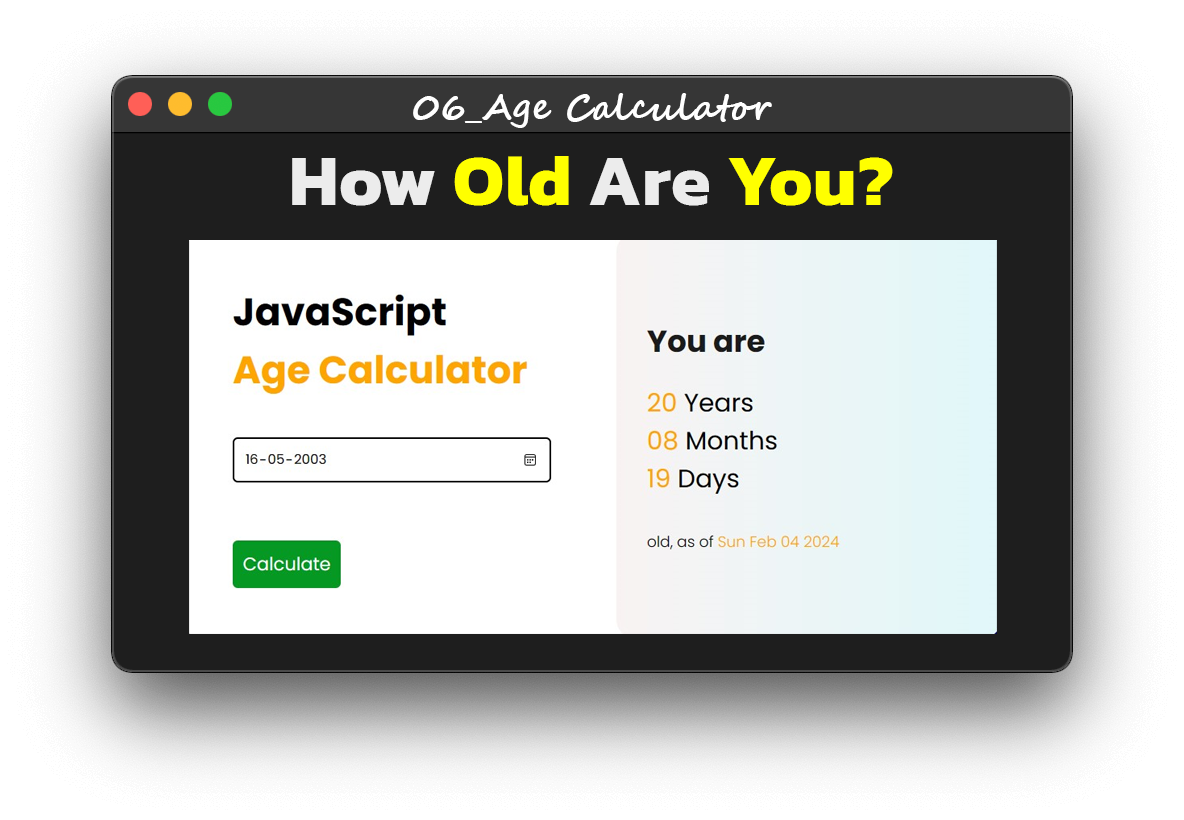 06_Age Calculator
How Old Are You?
JavaScript
Age Calculator
16-05-2003
Calculate
You are
20 Years
08 Months
19 Days
old, as of Sun Feb 04 2024